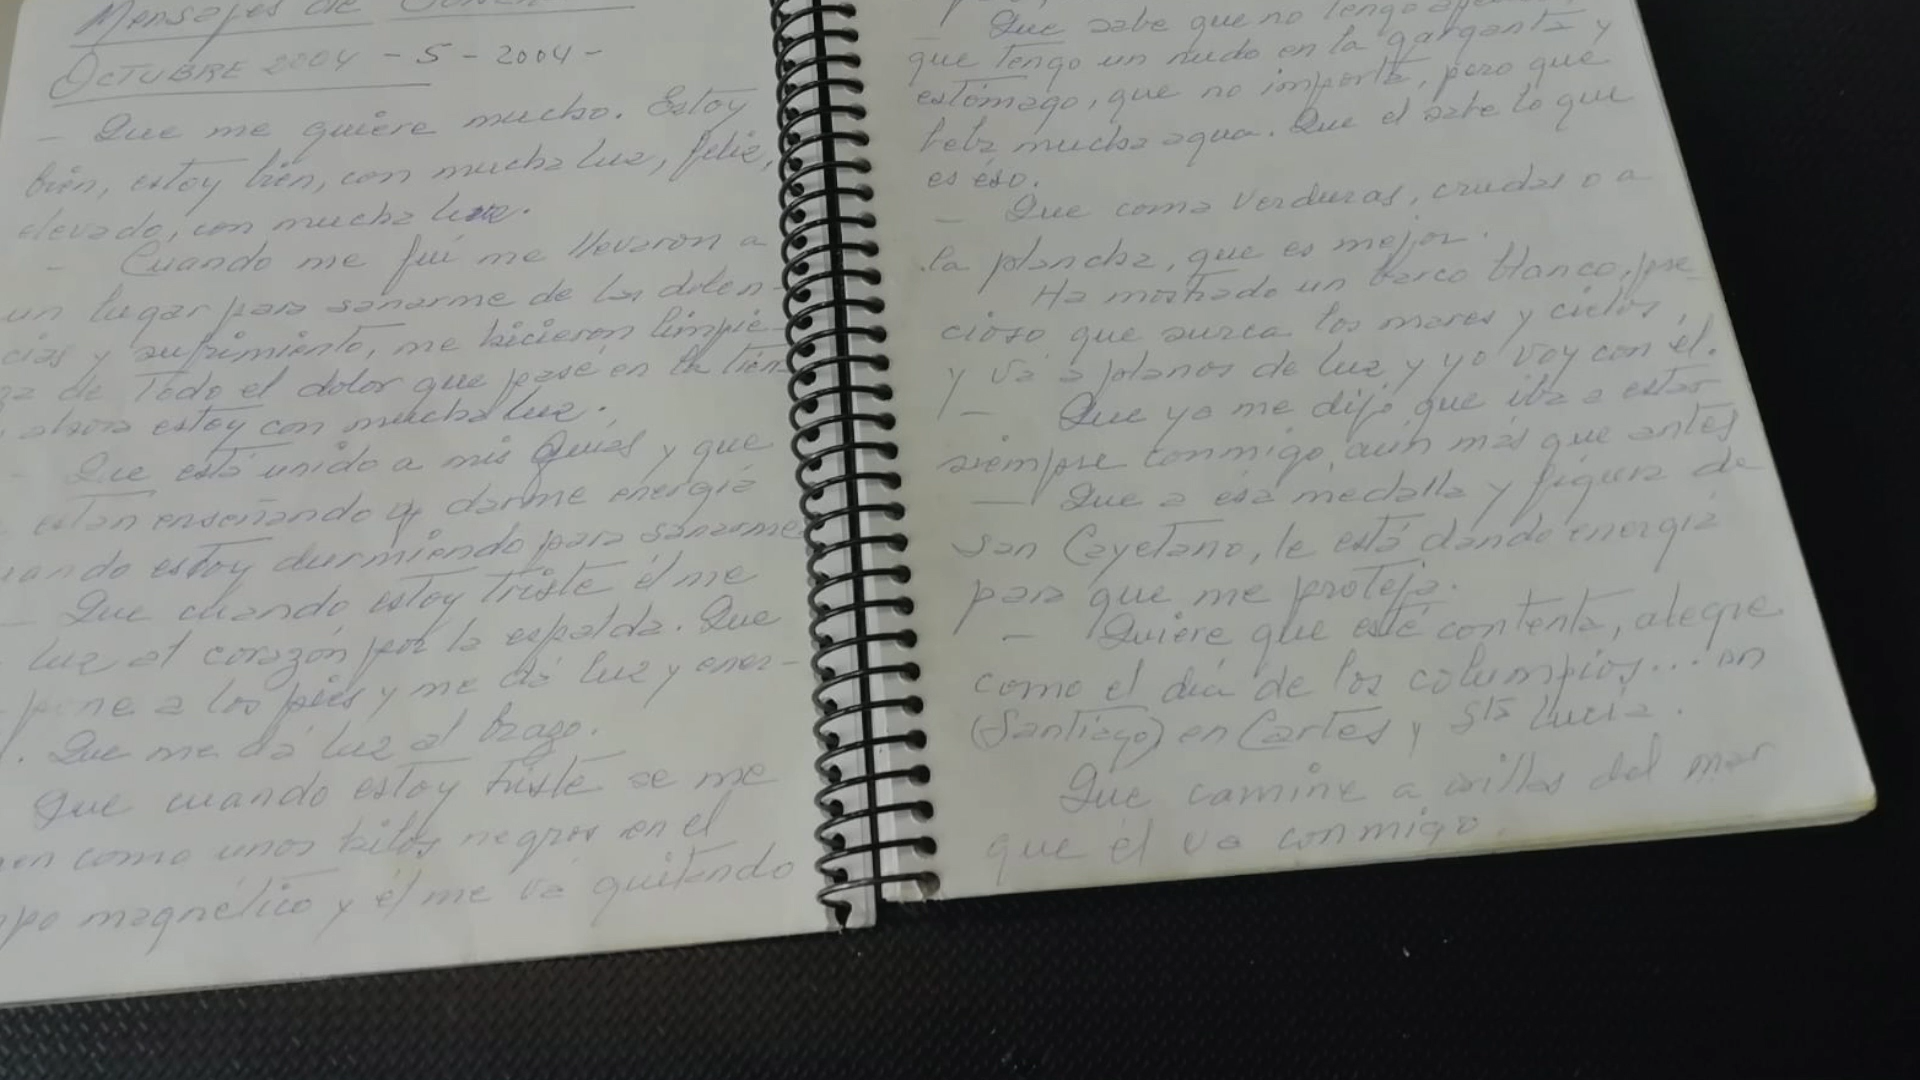 Mensajes de
OCTUBRE 2004 - 5 - 2004 -
- Que me quiere mucho. Estoy
bien, estoy bien, con mucha luz, feliz,
elevado, con mucha luz.
- Cuando me fuí me llevaron a
un lugar para sanarme de las dolen-
cias y sufrimiento, me hicieron limpie-
za de Todo el dolor que pasé en la tierr
ahora estoy con mucha luz.
- Que está unido a mis Guías y que
están enseñando a darme energía
uando estoy durmiendo para sanarme
- Que cuando estoy triste él me
luz al corazón por la espalda. Que
pone a los pies y me dá luz y ener-
. Que me dá luz al brazo.
Que cuando estoy triste se me
en como unos hilos negros en el
po magnético y él me va quitando
- Que sabe que no tengo
que tengo un nudo en la garganta y
estómago, que no importa, pero que
beba mucha agua. Que el sabe lo que
es éso.
- Que coma verduras, crudas o a
la plancha, que es mejor.
Ha mostrado un barco blanco, pre
cioso que surca los mares y cielos,
y vá a planos de luz y yo voy con él.
- Que ya me dijo que iba a estar
siempre conmigo, aún más que antes
- Que a esa medalla y figura de
San Cayetano, le está dando energía
para que me proteja.
- Quiere que esté contenta, alegre
como el día de los columpios... en
(Santiago) en Cartes y Sta Lucía.
Que camine a orillas del mar
que él va conmigo.